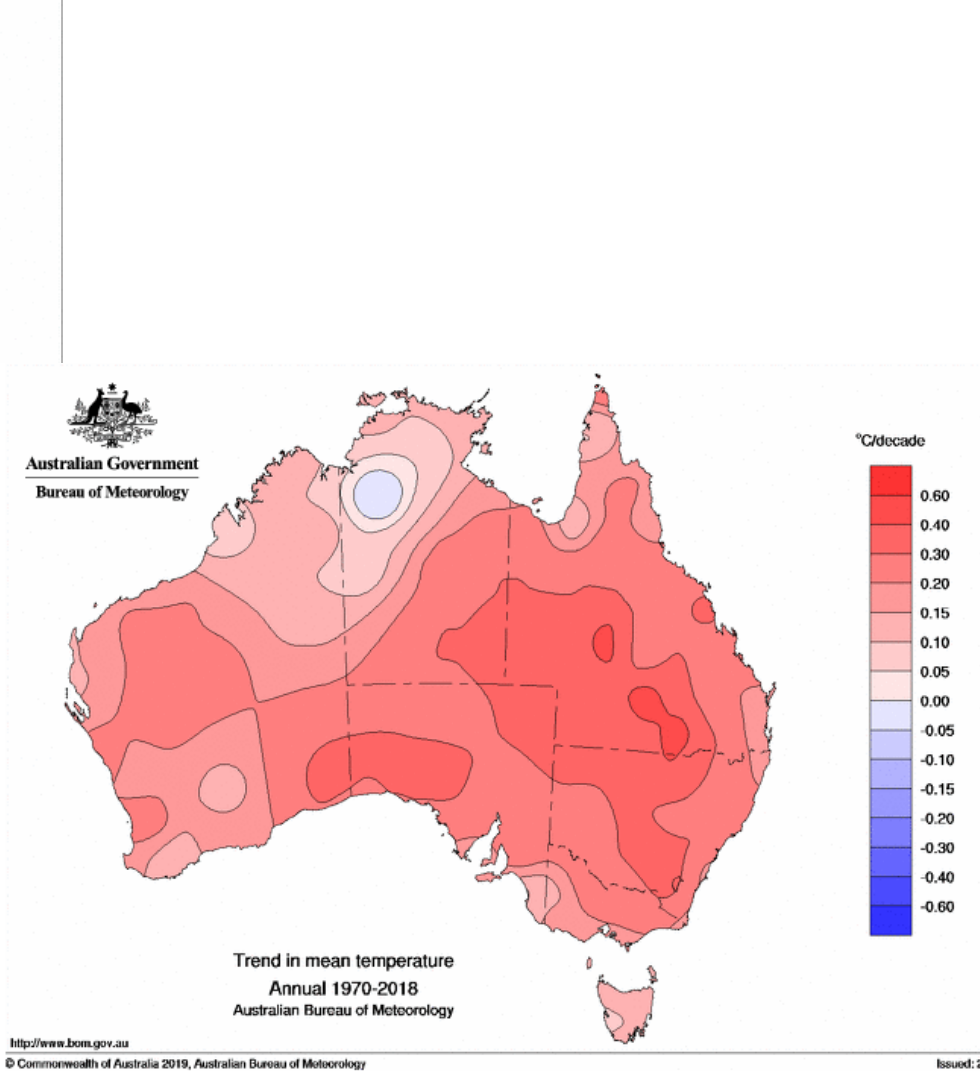 Australian Government
Bureau of Meteorology
°C/decade
0.60
0.40
0.30
0.20
0.15
0.10
0.05
0.00
-0.05
-0.10
-0.15
-0.20
-0.30
-0.40
-0.60
Trend in mean temperature
Annual 1970-2018
Australian Bureau of Meteorology
http://www.bom.gov.au
© Commonwealth of Australia 2019, Australian Bureau of Meteorology
Issued: 2